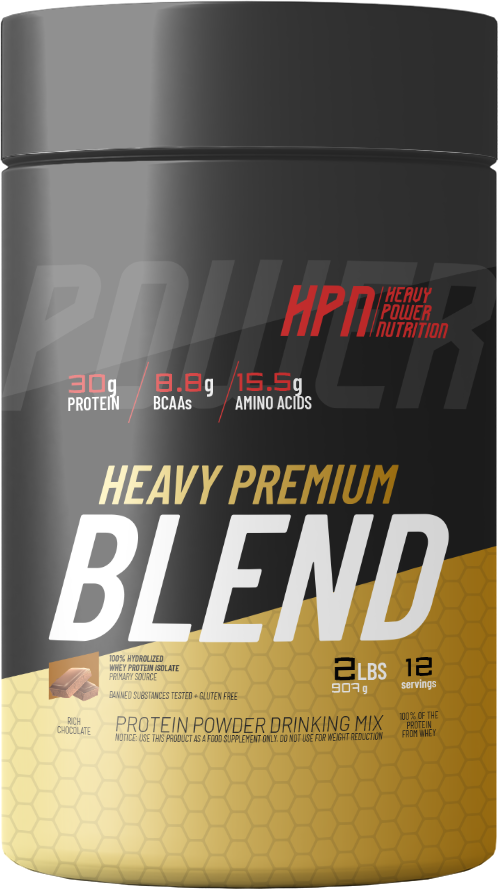 POWER
HPN
HEAVY
POWER
NUTRITION
30g
PROTEIN
8.8g
BCAAs
15.5g
AMINO ACIDS
HEAVY PREMIUM
BLEND
100% HYDROLIZED
WHEY PROTEIN ISOLATE
PRIMARY SOURCE
BANNED SUBSTANCES TESTED + GLUTEN FREE
2LBS
907 g
12
servings
RICH
CHOCOLATE
PROTEIN POWDER DRINKING MIX
NOTICE: USE THIS PRODUCT AS A FOOD SUPPLEMENT ONLY. DO NOT USE FOR WEIGHT REDUCTION
100% OF THE
PROTEIN
FROM WHEY